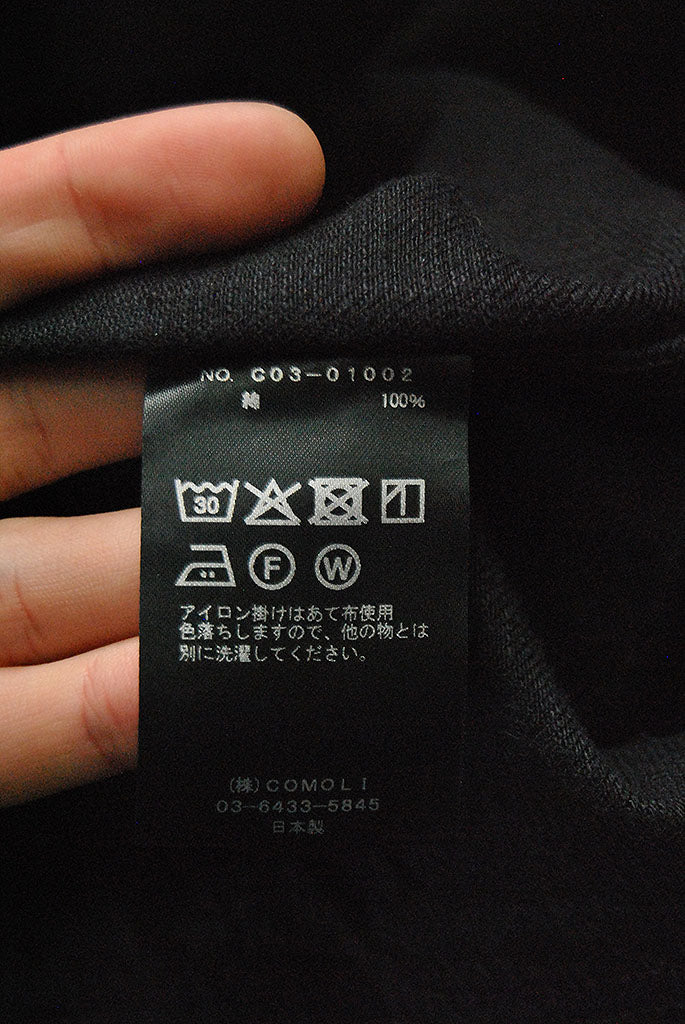 NO. C03-01002
綿 100%
30
F W
アイロン掛けはあて布使用
色落ちしますので、他の物とは
別に洗濯してください。
(株)COMOLI
03-6433-5845
日本製